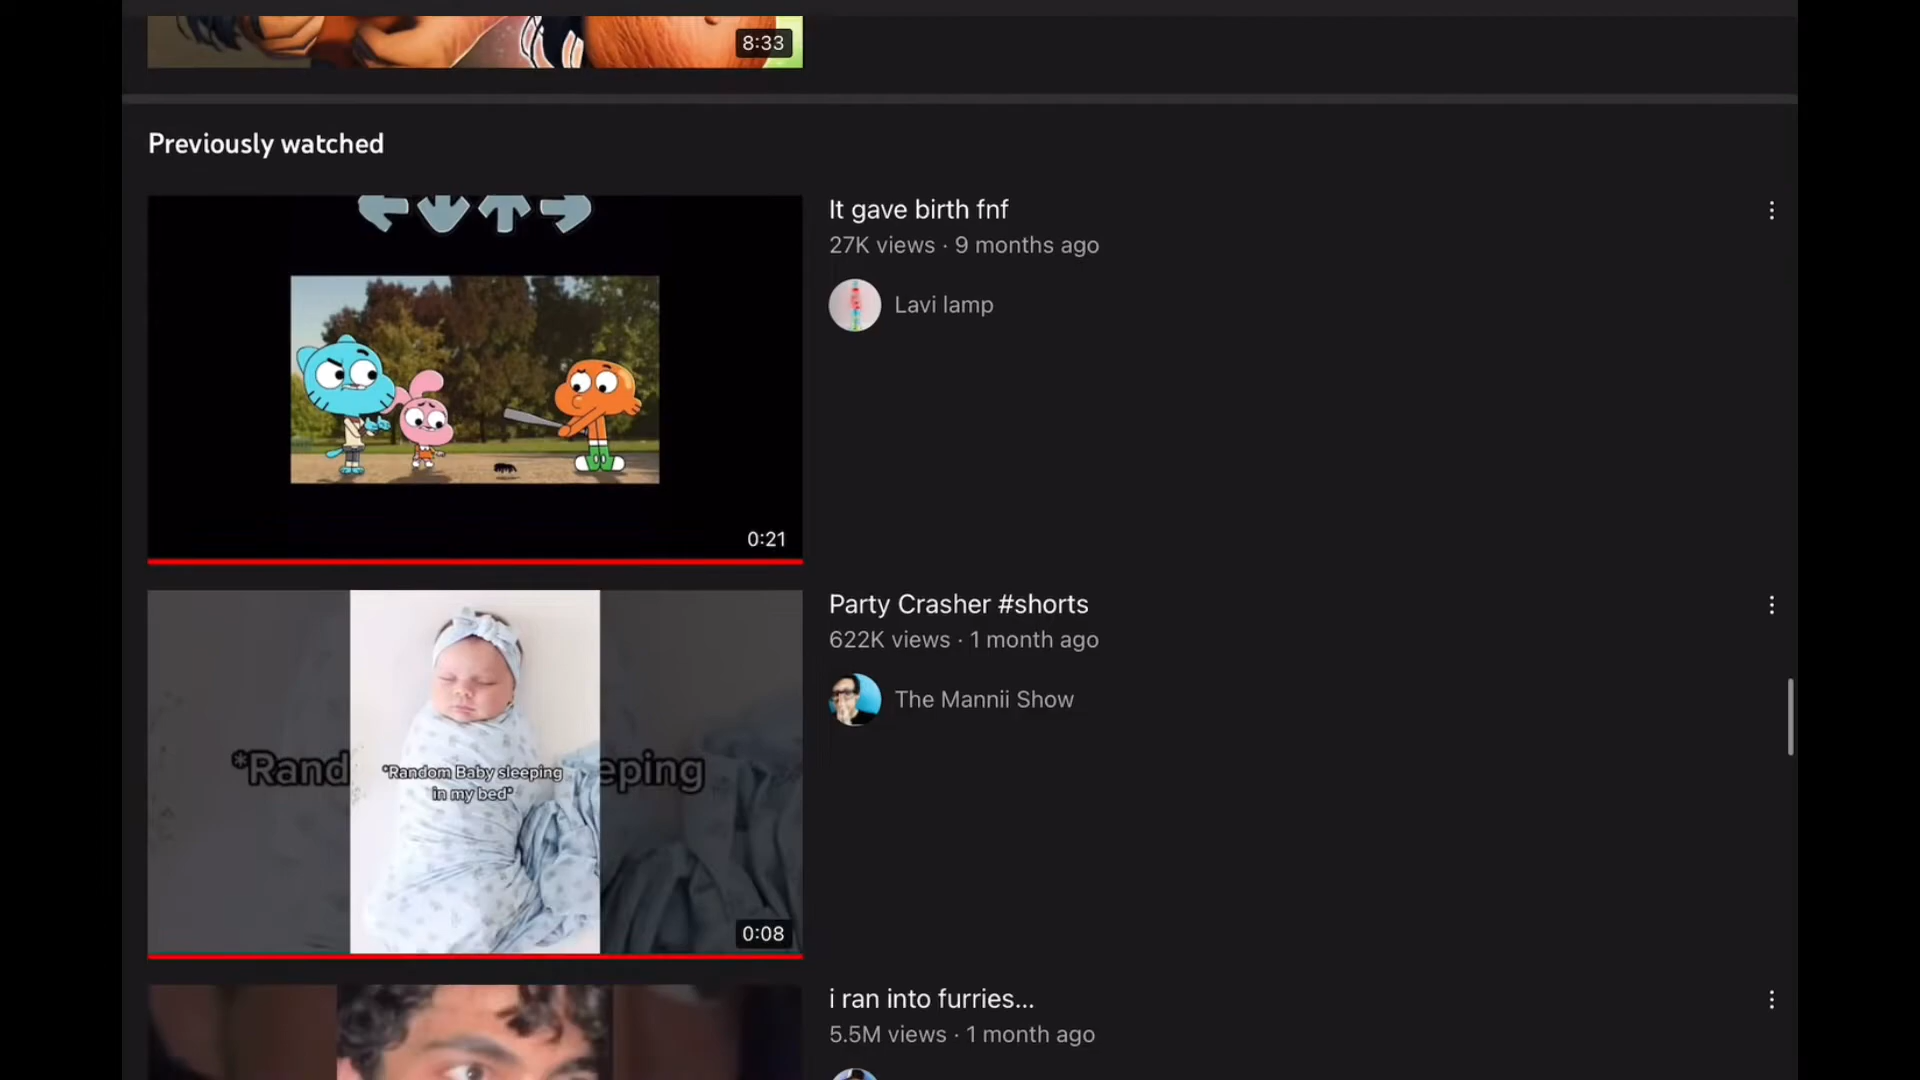 8:33
Previously watched
It gave birth fnf
27K views · 9 months ago
Lavi lamp
0:21
Party Crasher #shorts
622K views · 1 month ago
The Mannii Show
*Rand
eping
*Random Baby sleeping
in my bed*
0:08
i ran into furries...
5.5M views · 1 month ago